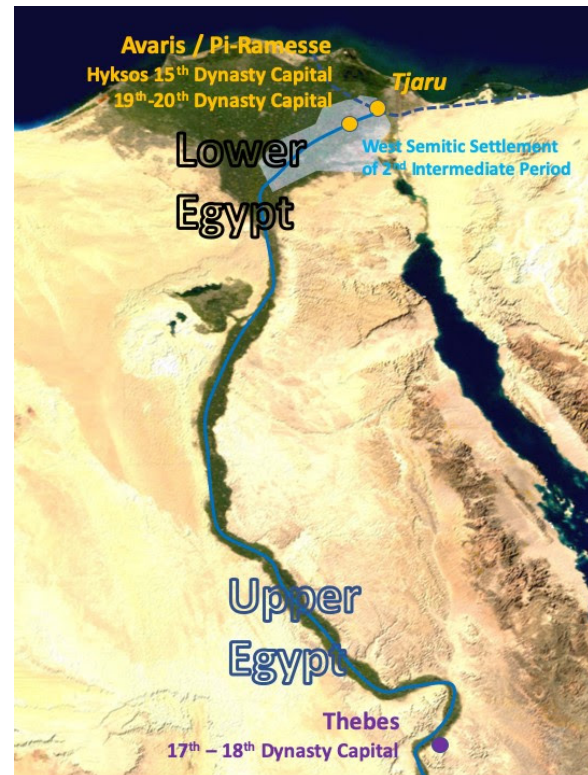 Avaris / Pi-Ramesse
Hyksos 15th Dynasty Capital
19th-20th Dynasty Capital
Tjaru
Lower
Egypt
West Semitic Settlement
of 2nd Intermediate Period
Upper
Egypt
Thebes
17th – 18th Dynasty Capital